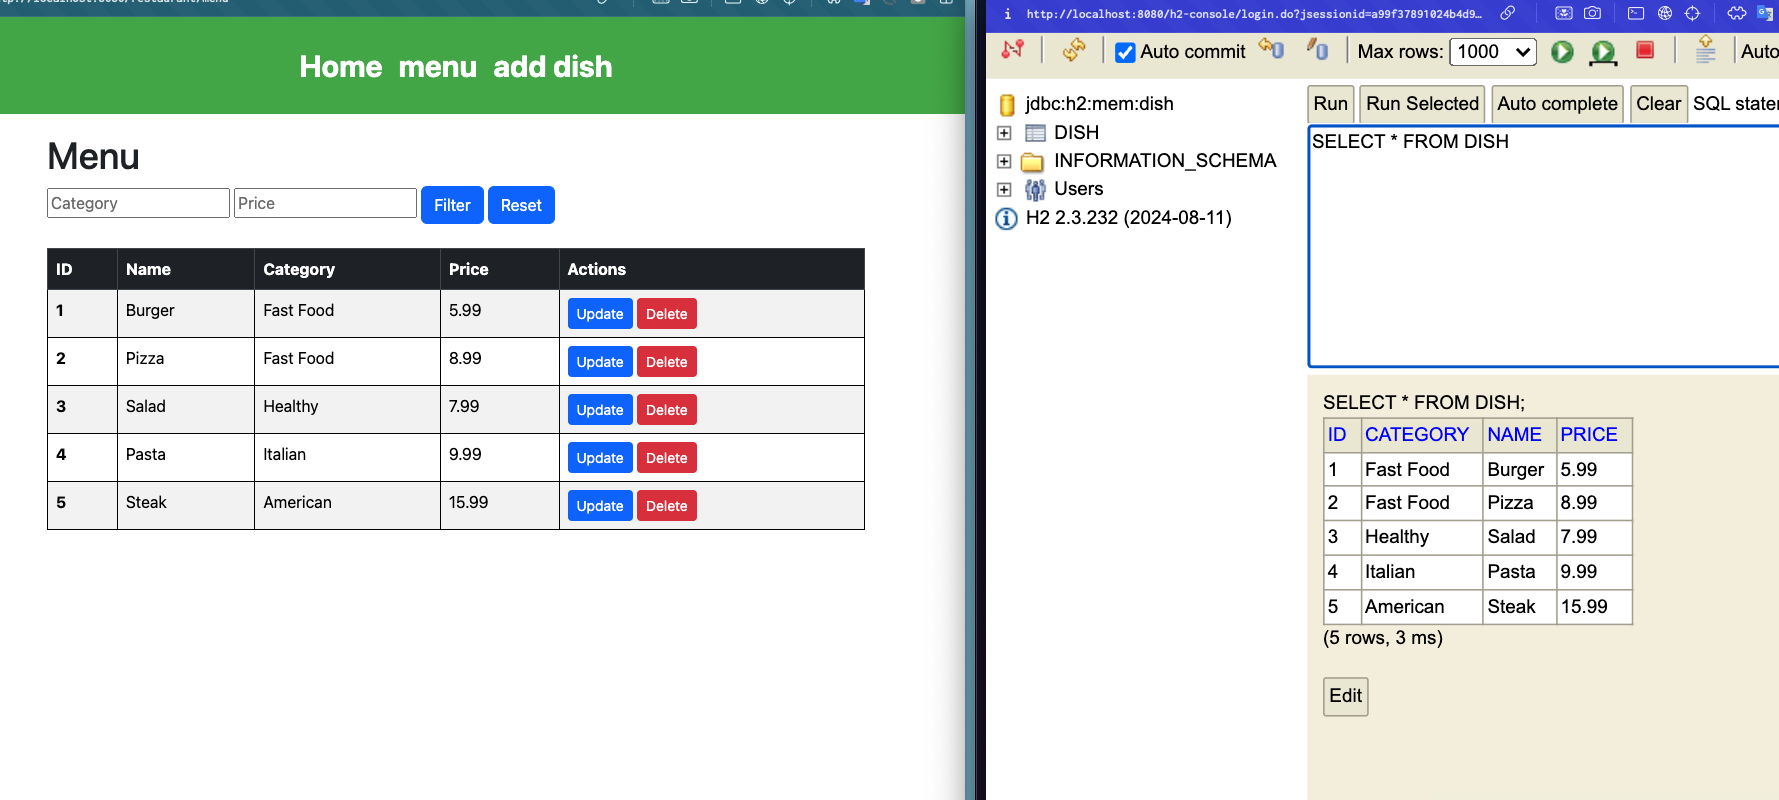 Home menu add dish
Menu
Category Price Filter Reset
ID Name Category Price Actions
1 Burger Fast Food 5.99 Update Delete
2 Pizza Fast Food 8.99 Update Delete
3 Salad Healthy 7.99 Update Delete
4 Pasta Italian 9.99 Update Delete
5 Steak American 15.99 Update Delete
http://localhost:8080/h2-console/login.do?jsessionid=a99f37891024b4d9...
Auto commit Max rows: 1000 Auto
jdbc:h2:mem:dish
DISH
INFORMATION_SCHEMA
Users
H2 2.3.232 (2024-08-11)
Run Run Selected Auto complete Clear SQL state
SELECT * FROM DISH
SELECT * FROM DISH;
ID CATEGORY NAME PRICE
1 Fast Food Burger 5.99
2 Fast Food Pizza 8.99
3 Healthy Salad 7.99
4 Italian Pasta 9.99
5 American Steak 15.99
(5 rows, 3 ms)
Edit